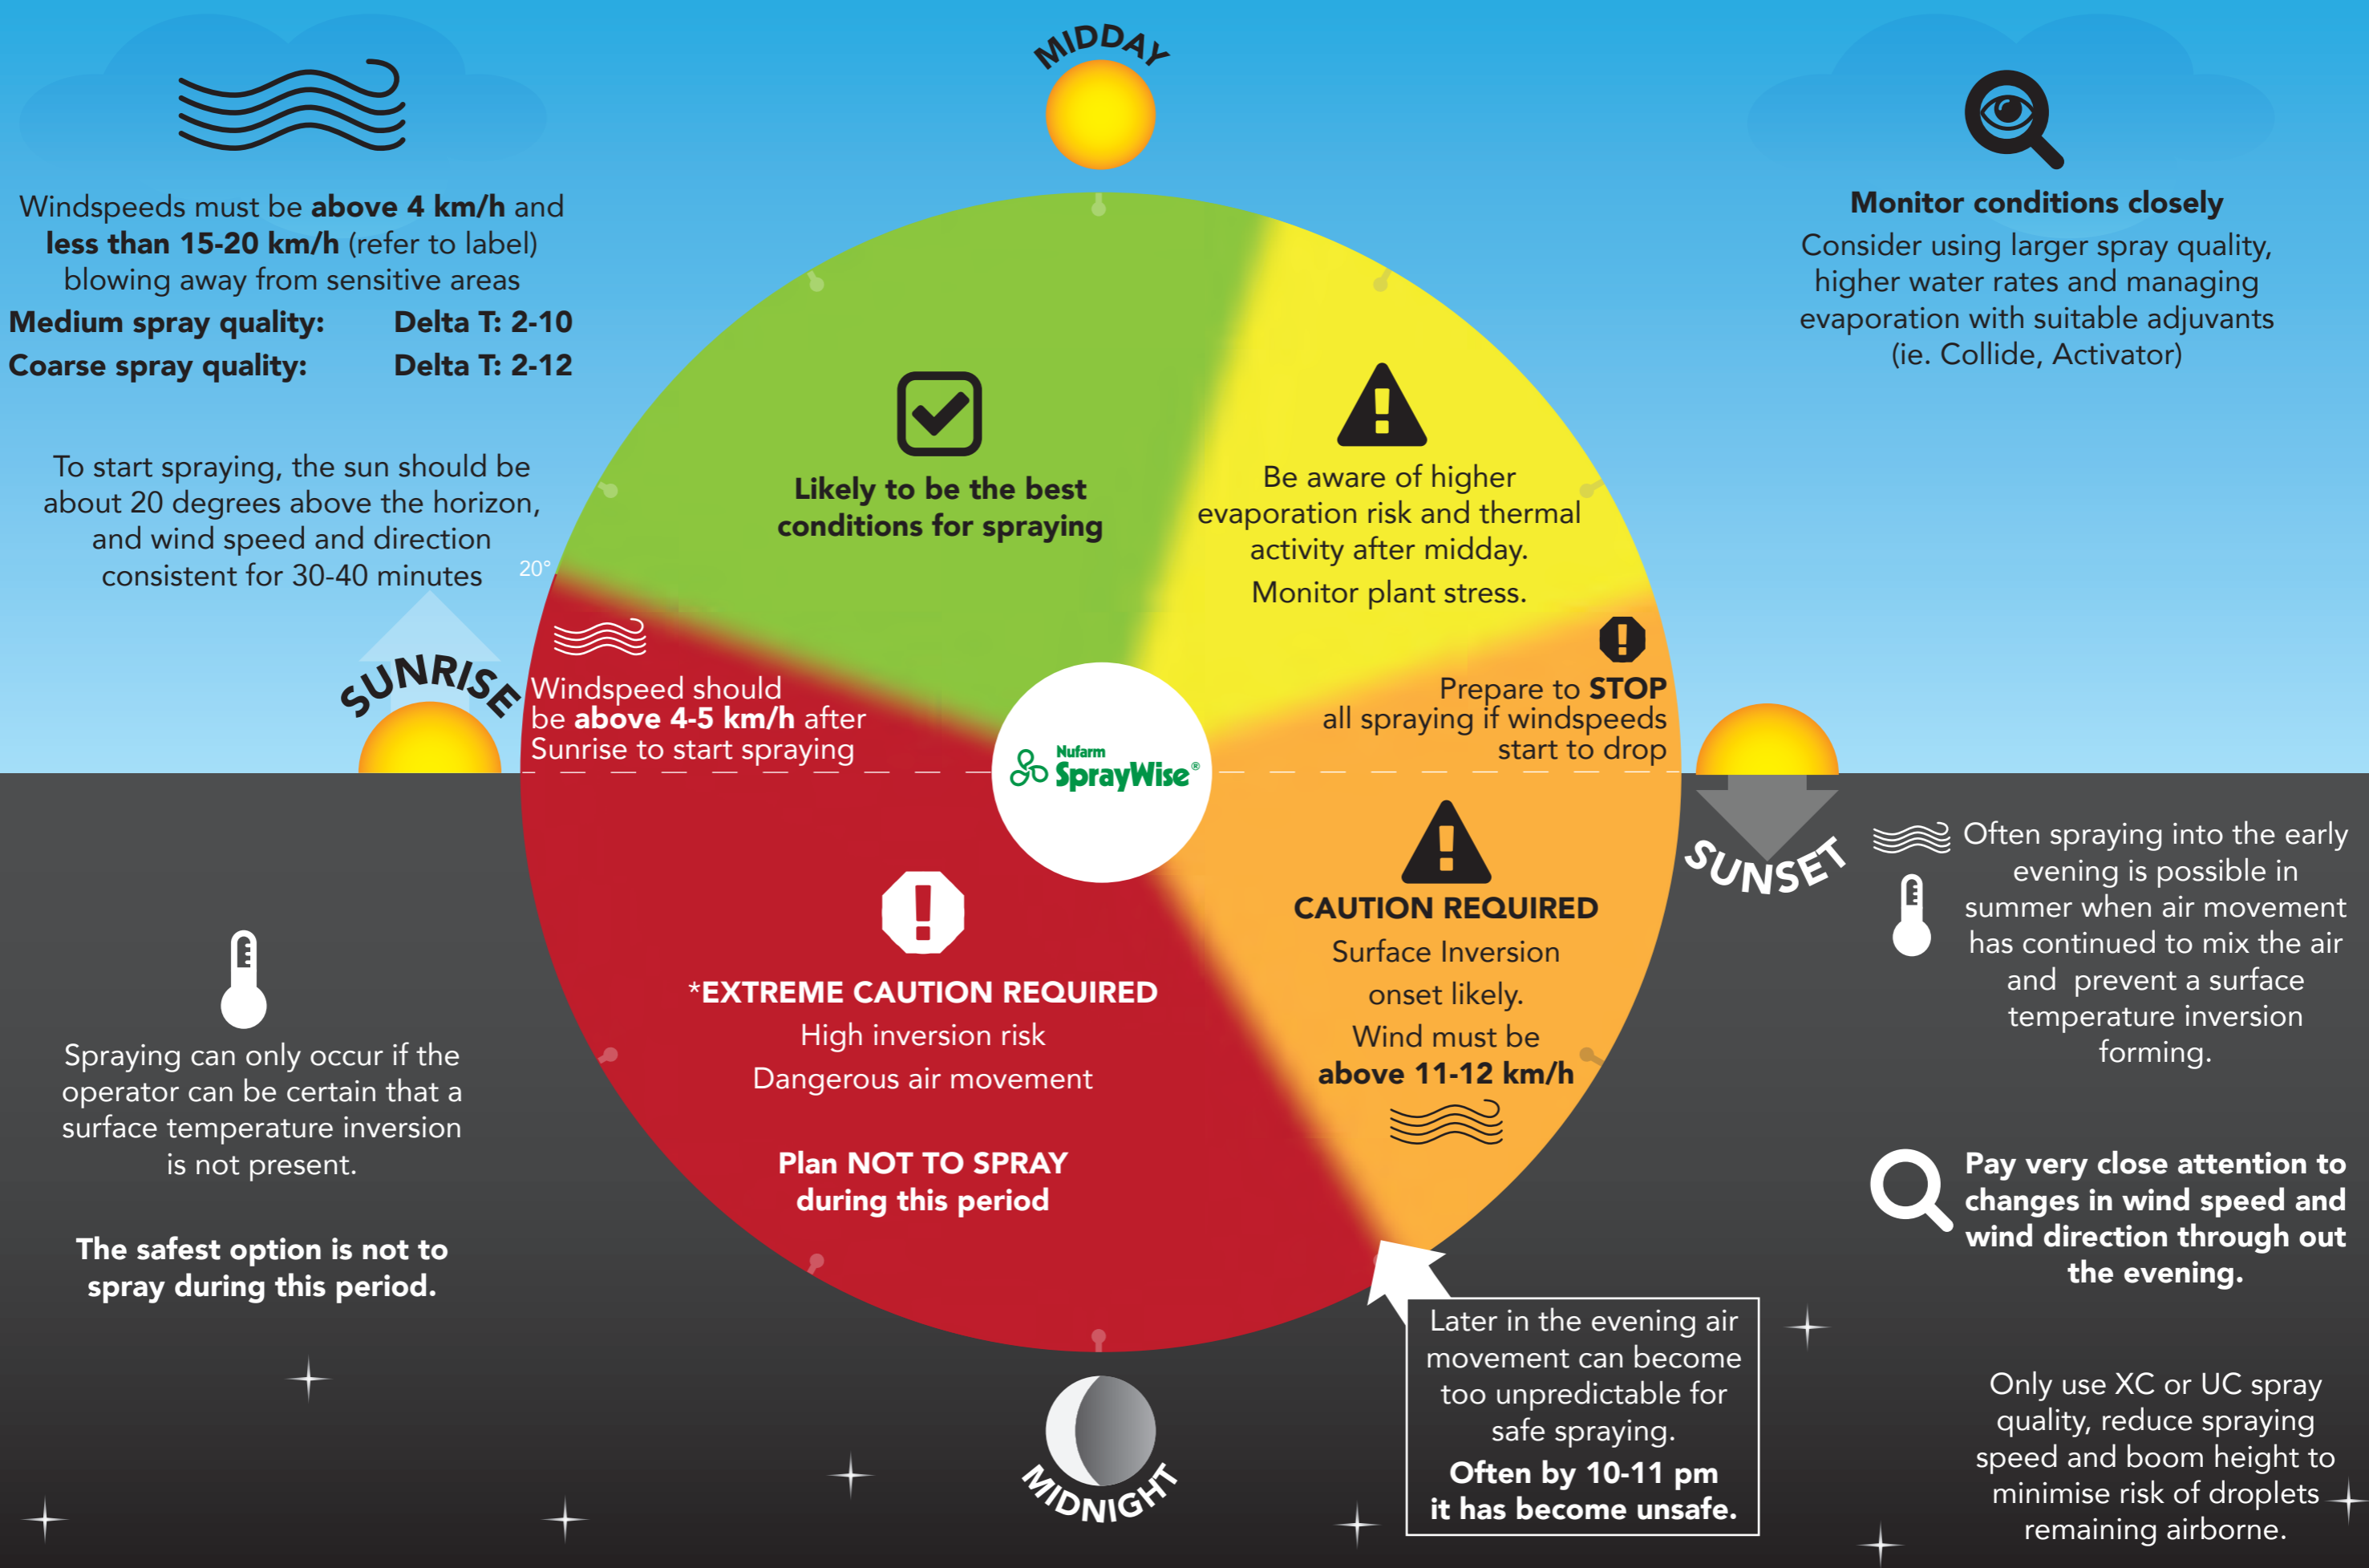 MIDDAY
Windspeeds must be above 4 km/h and
less than 15-20 km/h (refer to label)
blowing away from sensitive areas
Medium spray quality: Delta T: 2-10
Coarse spray quality: Delta T: 2-12
To start spraying, the sun should be
about 20 degrees above the horizon,
and wind speed and direction
consistent for 30-40 minutes
20°
SUNRISE
Monitor conditions closely
Consider using larger spray quality,
higher water rates and managing
evaporation with suitable adjuvants
(ie. Collide, Activator)
Likely to be the best
conditions for spraying
Be aware of higher
evaporation risk and thermal
activity after midday.
Monitor plant stress.
Windspeed should
be above 4-5 km/h after
Sunrise to start spraying
Prepare to STOP
all spraying if windspeeds
start to drop
Nufarm
SprayWise®
SUNSET
CAUTION REQUIRED
Surface Inversion
onset likely.
Wind must be
above 11-12 km/h
*EXTREME CAUTION REQUIRED
High inversion risk
Dangerous air movement
Plan NOT TO SPRAY
during this period
Spraying can only occur if the
operator can be certain that a
surface temperature inversion
is not present.
The safest option is not to
spray during this period.
Often spraying into the early
evening is possible in
summer when air movement
has continued to mix the air
and prevent a surface
temperature inversion
forming.
Pay very close attention to
changes in wind speed and
wind direction through out
the evening.
Later in the evening air
movement can become
too unpredictable for
safe spraying.
Often by 10-11 pm
it has become unsafe.
Only use XC or UC spray
quality, reduce spraying
speed and boom height to
minimise risk of droplets
remaining airborne.
MIDNIGHT